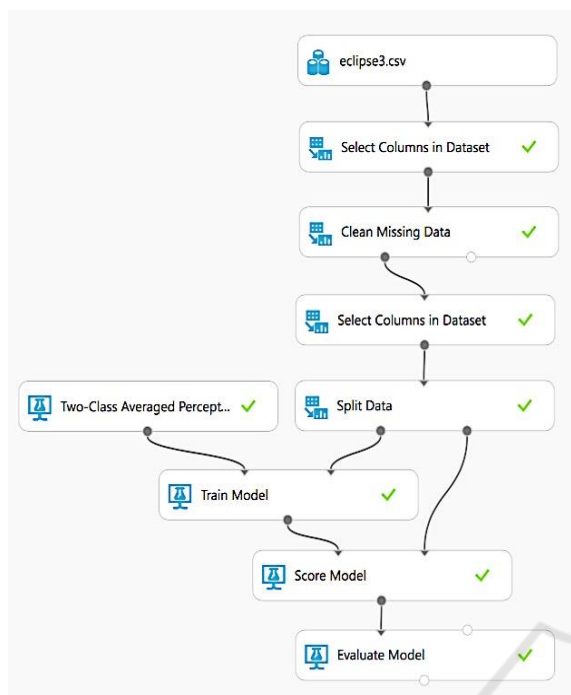 eclipse3.csv
Select Columns in Dataset
Clean Missing Data
Select Columns in Dataset
Two-Class Averaged Percept...
Split Data
Train Model
Score Model
Evaluate Model